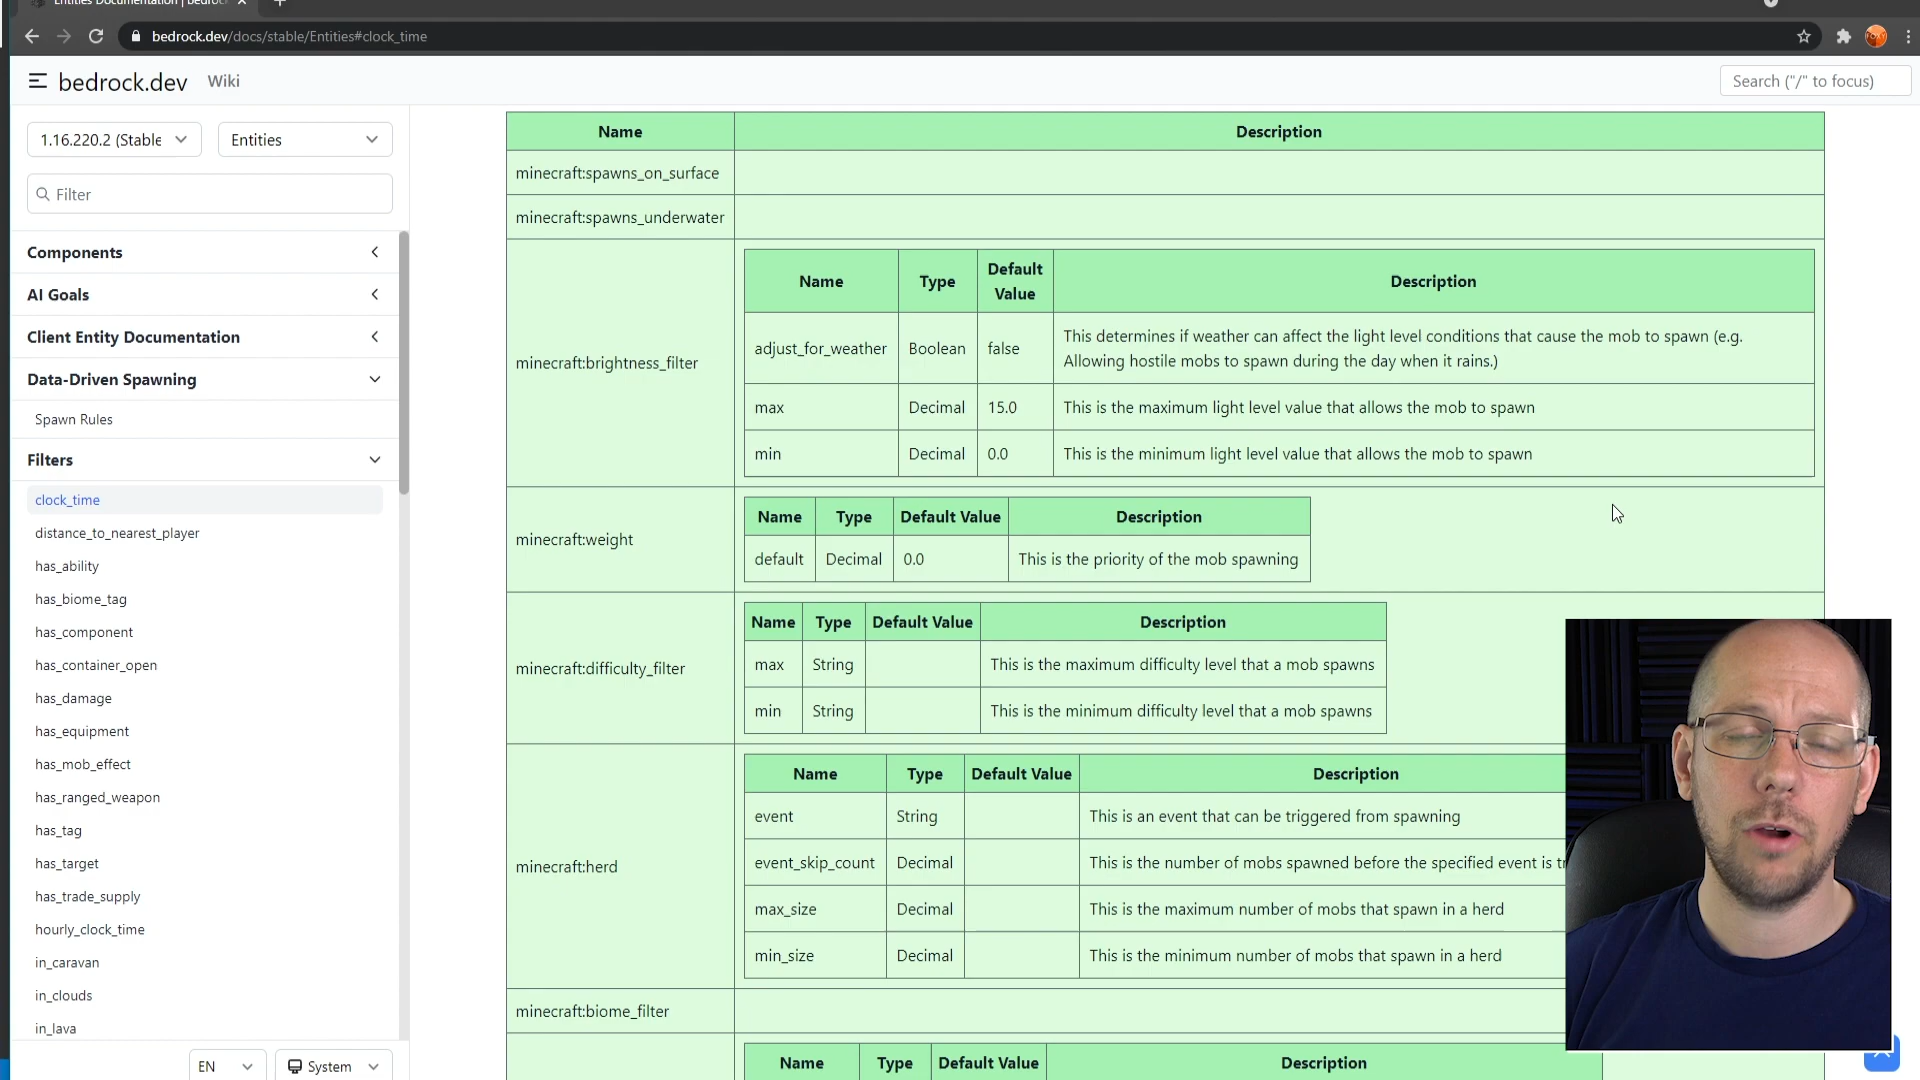 Entities Documentation | bedroc
bedrock.dev/docs/stable/Entities#clock_time
bedrock.dev
Wiki
Search ("/" to focus)
1.16.220.2 (Stable
Entities
Filter
Components
AI Goals
Client Entity Documentation
Data-Driven Spawning
Spawn Rules
Filters
clock_time
distance_to_nearest_player
has_ability
has_biome_tag
has_component
has_container_open
has_damage
has_equipment
has_mob_effect
has_ranged_weapon
has_tag
has_target
has_trade_supply
hourly_clock_time
in_caravan
in_clouds
in_lava
EN
System
Name Description
minecraft:spawns_on_surface
minecraft:spawns_underwater
minecraft:brightness_filter
Name Type Default Description
Value
adjust_for_weather Boolean false This determines if weather can affect the light level conditions that cause the mob to spawn (e.g.
Allowing hostile mobs to spawn during the day when it rains.)
max Decimal 15.0 This is the maximum light level value that allows the mob to spawn
min Decimal 0.0 This is the minimum light level value that allows the mob to spawn
minecraft:weight
Name Type Default Value Description
default Decimal 0.0 This is the priority of the mob spawning
minecraft:difficulty_filter
Name Type Default Value Description
max String This is the maximum difficulty level that a mob spawns
min String This is the minimum difficulty level that a mob spawns
minecraft:herd
Name Type Default Value Description
event String This is an event that can be triggered from spawning
event_skip_count Decimal This is the number of mobs spawned before the specified event is
max_size Decimal This is the maximum number of mobs that spawn in a herd
min_size Decimal This is the minimum number of mobs that spawn in a herd
minecraft:biome_filter
Name Type Default Value Description